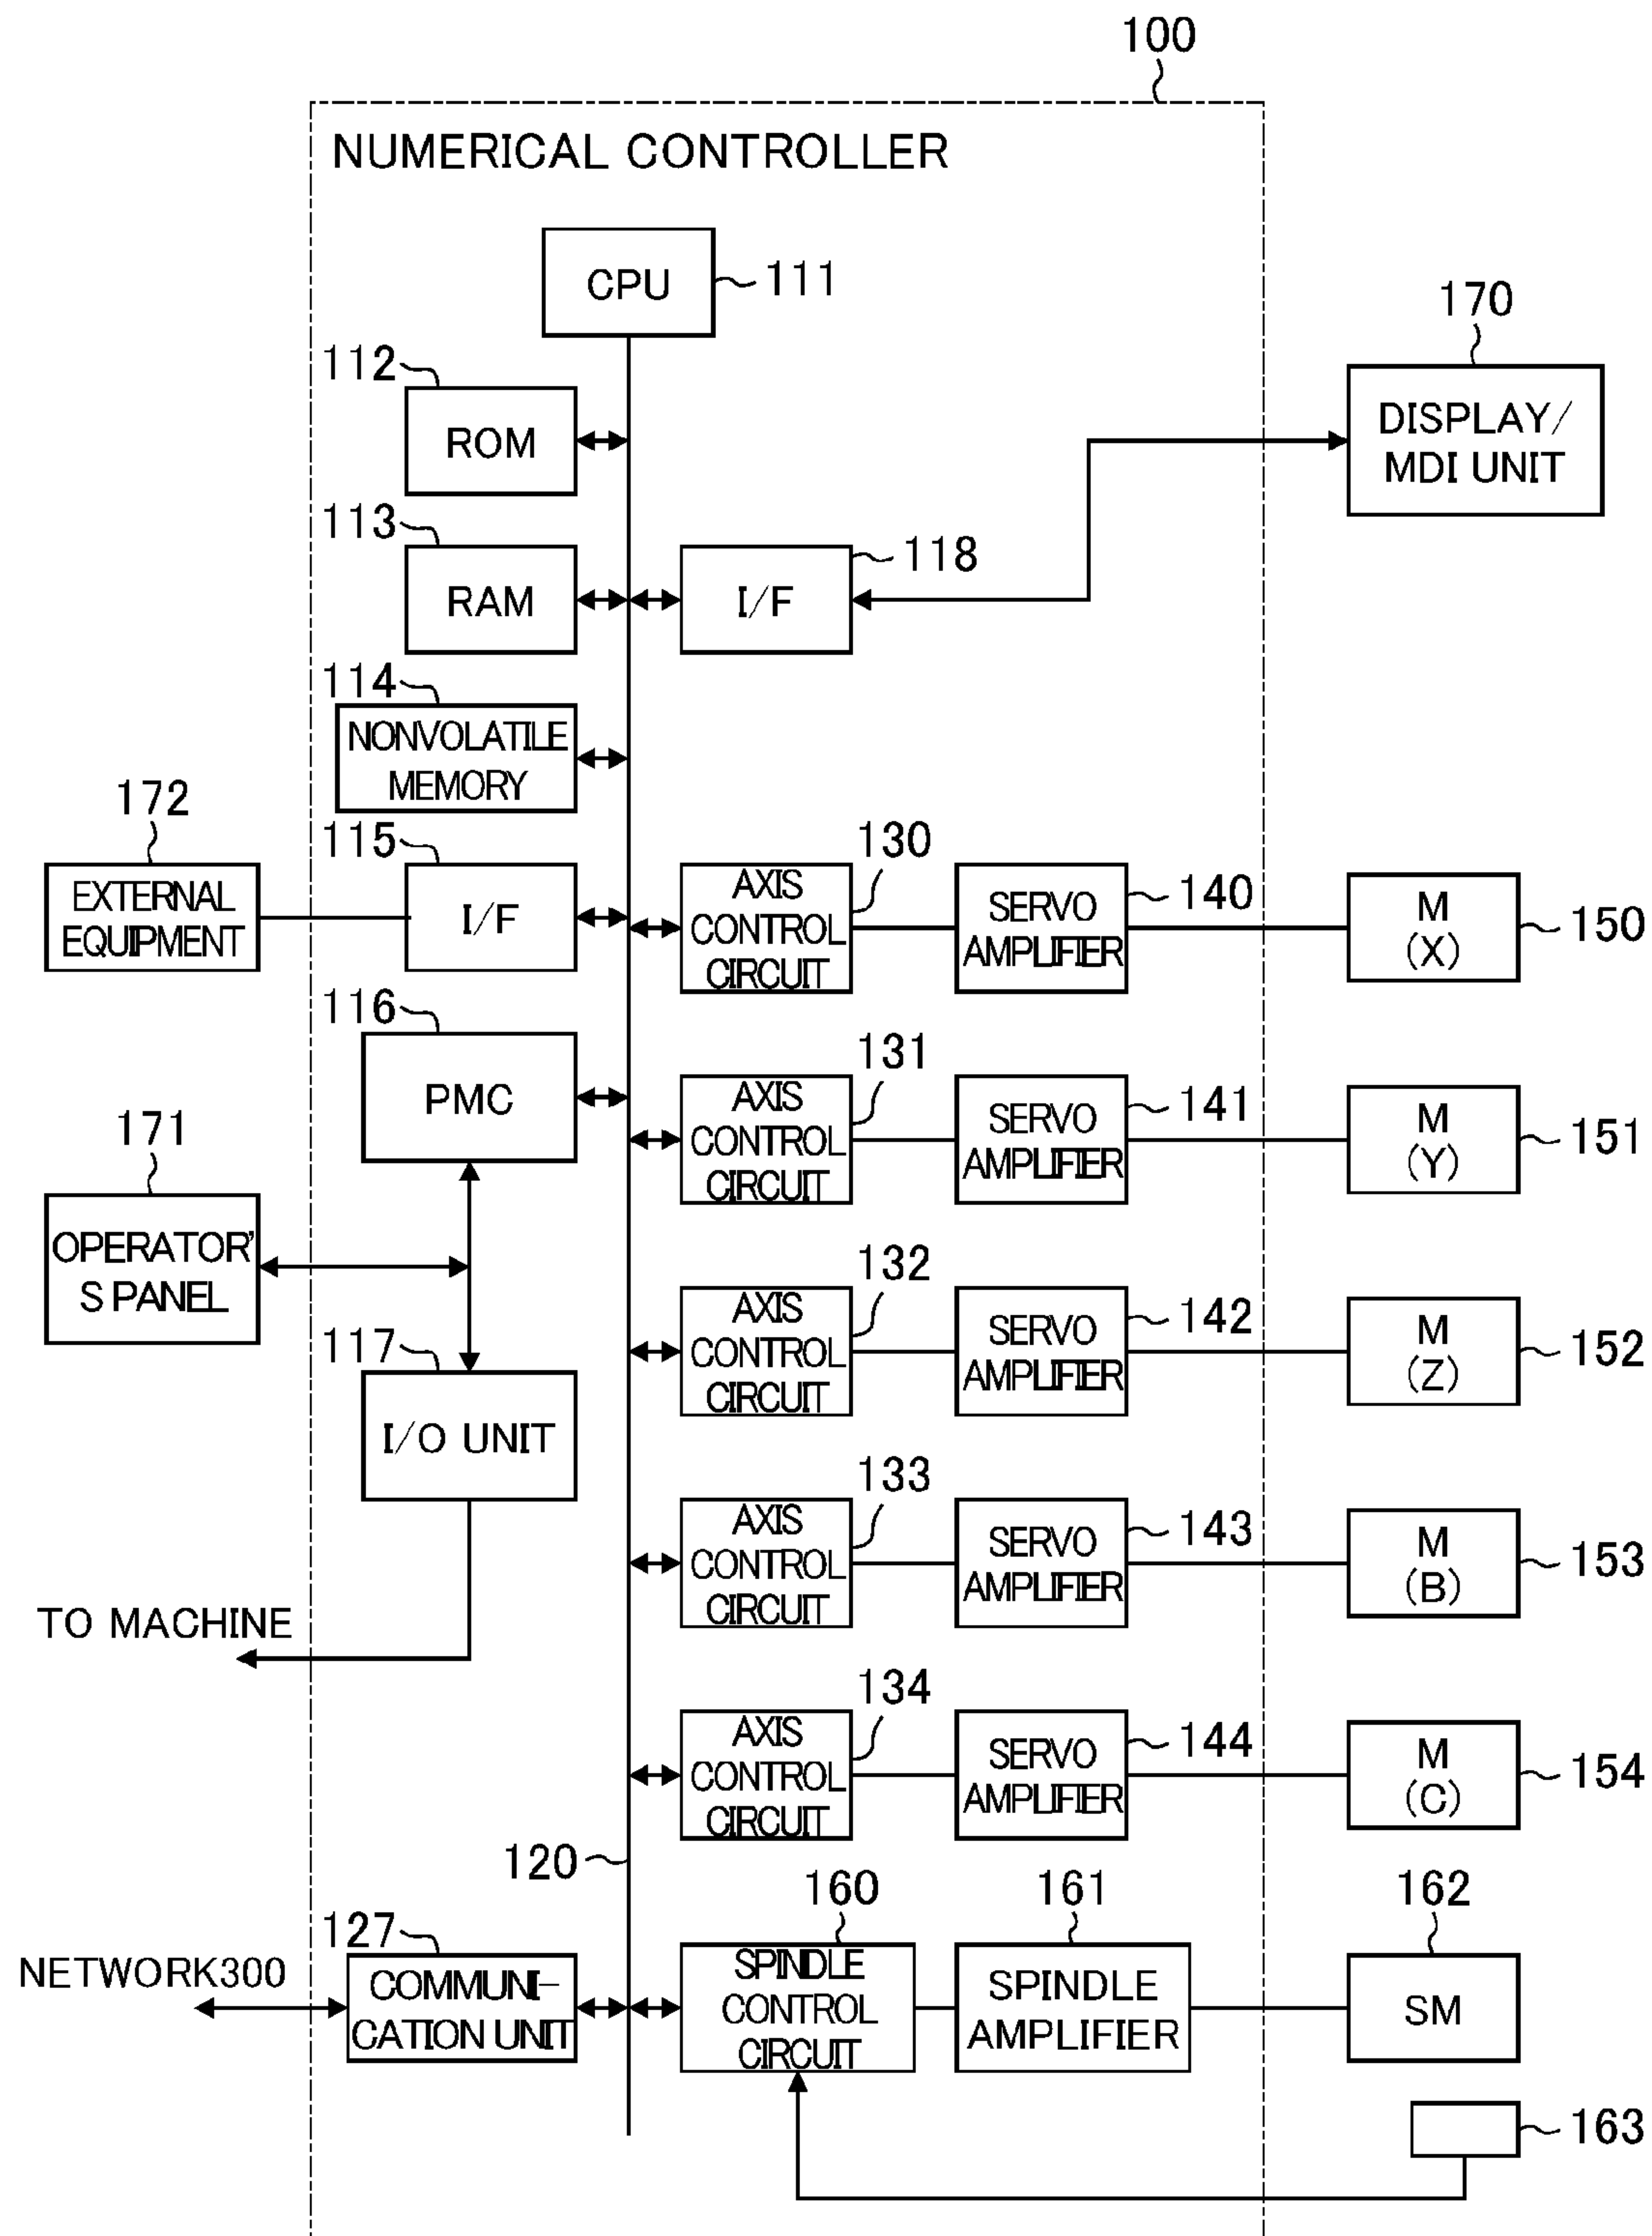 100
NUMERICAL CONTROLLER
CPU
111
170
112
ROM
DISPLAY/
MDI UNIT
113
RAM
118
I/F
114
NONVOLATILE
MEMORY
172
EXTERNAL
EQUIPMENT
115
I/F
130
AXIS
CONTROL
CIRCUIT
SERVO
AMPLIFIER
140
M
(X)
150
116
PMC
131
AXIS
CONTROL
CIRCUIT
SERVO
AMPLIFIER
141
M
(Y)
151
171
OPERATOR'
S PANEL
132
AXIS
CONTROL
CIRCUIT
SERVO
AMPLIFIER
142
M
(Z)
152
117
I/O UNIT
133
AXIS
CONTROL
CIRCUIT
SERVO
AMPLIFIER
143
M
(B)
153
TO MACHINE
134
AXIS
CONTROL
CIRCUIT
SERVO
AMPLIFIER
144
M
(C)
154
120
NETWORK300
127
COMMUNI-
CATION UNIT
160
SPINDLE
CONTROL
CIRCUIT
161
SPINDLE
AMPLIFIER
162
SM
163